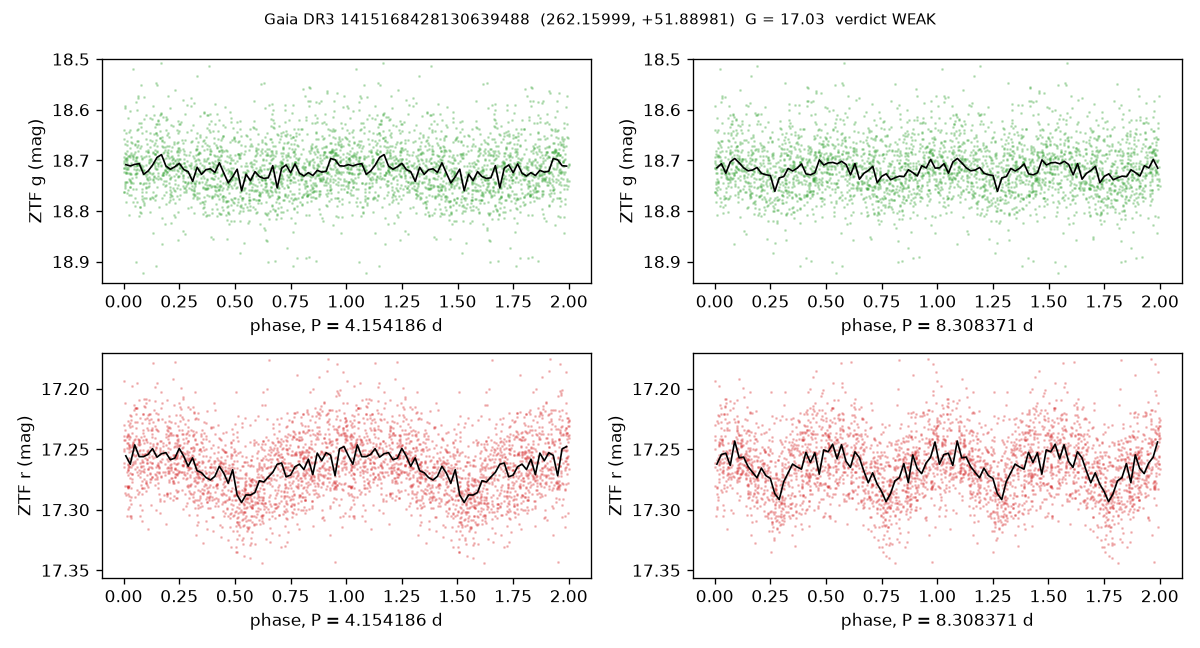 Gaia DR3 1415168428130639488 (262.15999, +51.88981) G = 17.03 verdict WEAK
18.5
18.6
18.7
18.8
18.9
ZTF g (mag)
0.00 0.25 0.50 0.75 1.00 1.25 1.50 1.75 2.00
phase, P = 4.154186 d
18.5
18.6
18.7
18.8
18.9
ZTF g (mag)
0.00 0.25 0.50 0.75 1.00 1.25 1.50 1.75 2.00
phase, P = 8.308371 d
17.20
17.25
17.30
17.35
ZTF r (mag)
0.00 0.25 0.50 0.75 1.00 1.25 1.50 1.75 2.00
phase, P = 4.154186 d
17.20
17.25
17.30
17.35
ZTF r (mag)
0.00 0.25 0.50 0.75 1.00 1.25 1.50 1.75 2.00
phase, P = 8.308371 d